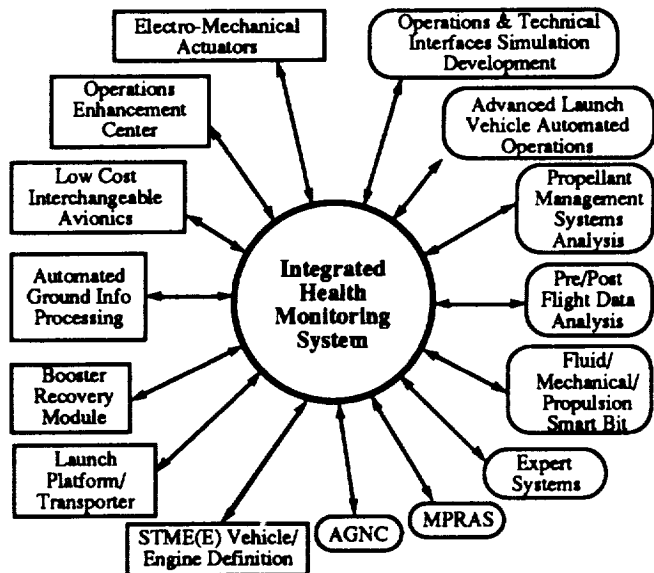 Electro-Mechanical
Actuators
Operations & Technical
Interfaces Simulation
Development
Operations
Enhancement
Center
Advanced Launch
Vehicle Automated
Operations
Low Cost
Interchangeable
Avionics
Propellant
Management
Systems
Analysis
Integrated
Health
Monitoring
System
Automated
Ground Info
Processing
Pre/Post
Flight Data
Analysis
Booster
Recovery
Module
Fluid/
Mechanical/
Propulsion
Smart Bit
Launch
Platform/
Transporter
Expert
Systems
STME(E) Vehicle/
Engine Definition
AGNC
MPRAS